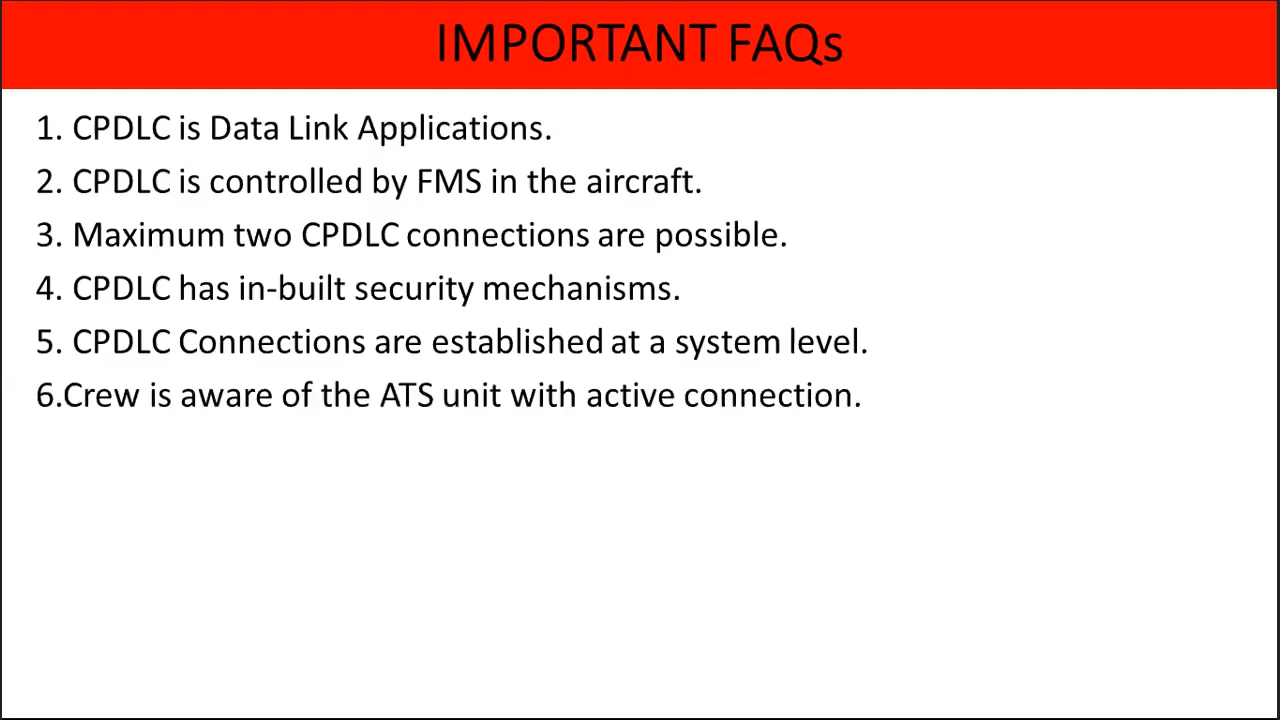 IMPORTANT FAQs
1. CPDLC is Data Link Applications.
2. CPDLC is controlled by FMS in the aircraft.
3. Maximum two CPDLC connections are possible.
4. CPDLC has in-built security mechanisms.
5. CPDLC Connections are established at a system level.
6.Crew is aware of the ATS unit with active connection.